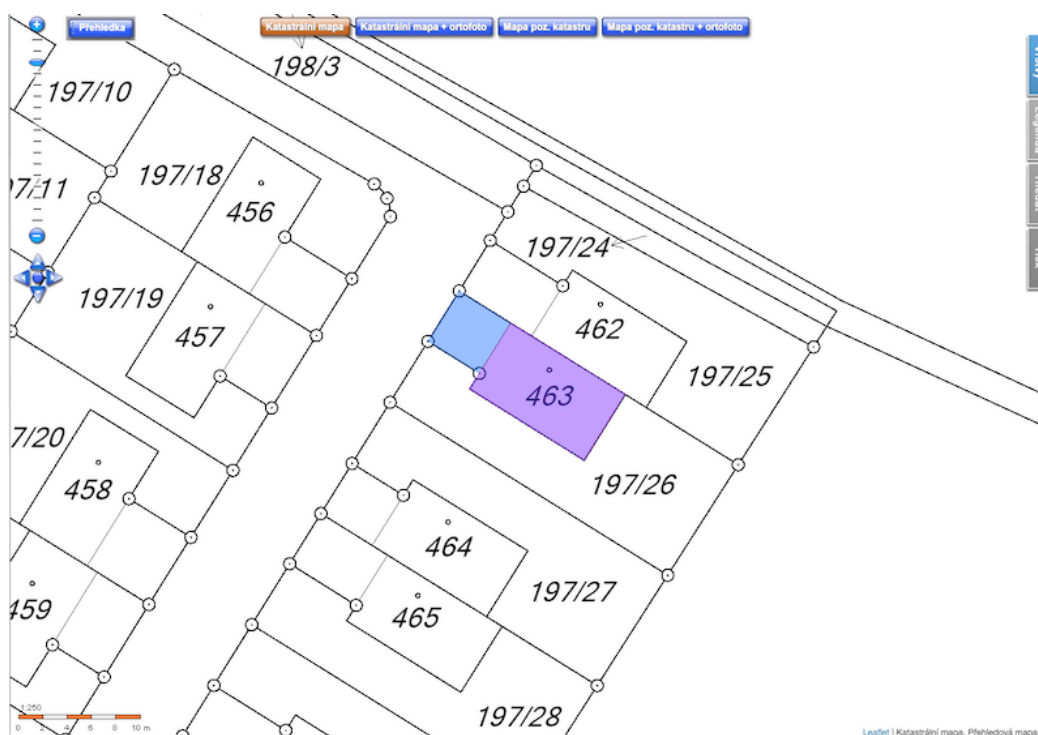 Přehledka
Katastrální mapa
Katastrální mapa + ortofoto
Mapa poz. katastru
Mapa poz. katastru + ortofoto
198/3
197/10
197/18
7/11
456
197/24
197/19
457
462
197/25
463
7/20
458
197/26
464
459
197/27
465
197/28
1:250
0 2 4 6 8 10 m
Leaflet | Katastrální mapa, Přehledová mapa